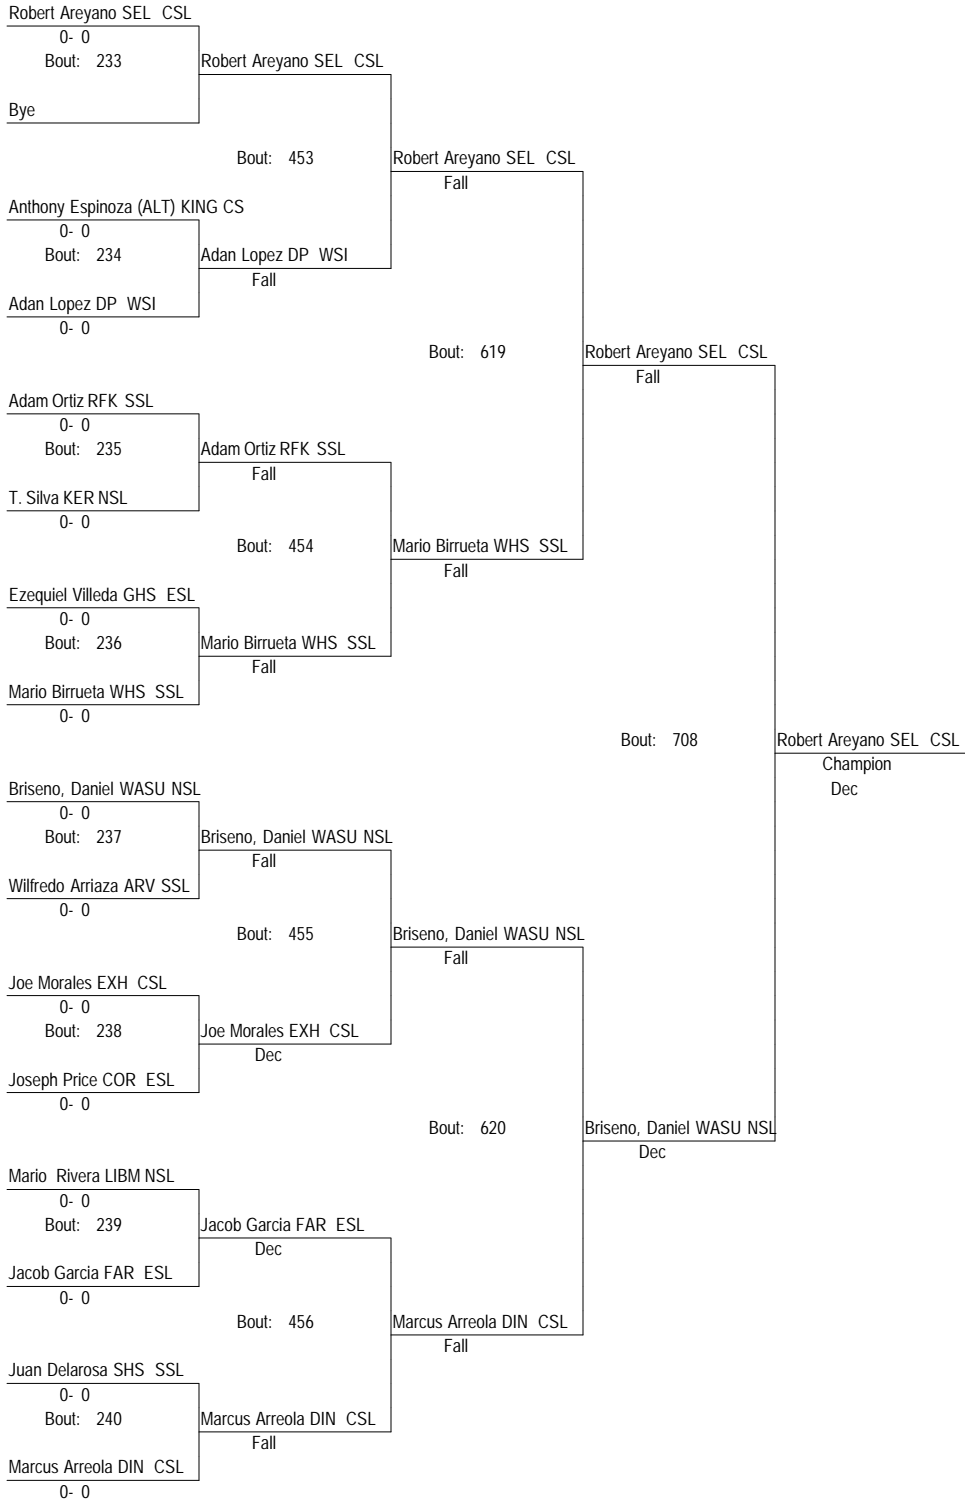 Robert Areyano SEL  CSL
0- 0
Bout:  233
Robert Areyano SEL  CSL
Bye
Bout:  453
Robert Areyano SEL  CSL
Fall
Anthony Espinoza (ALT) KING CS
0- 0
Bout:  234
Adan Lopez DP  WSI
Fall
Adan Lopez DP  WSI
0- 0
Bout:  619
Robert Areyano SEL  CSL
Fall
Adam Ortiz RFK SSL
0- 0
Bout:  235
Adam Ortiz RFK SSL
Fall
T. Silva KER NSL
0- 0
Bout:  454
Mario Birrueta WHS  SSL
Fall
Ezequiel Villeda GHS  ESL
0- 0
Bout:  236
Mario Birrueta WHS  SSL
Fall
Mario Birrueta WHS  SSL
0- 0
Bout:  708
Robert Areyano SEL  CSL
Champion
Dec
Briseno, Daniel WASU NSL
0- 0
Bout:  237
Briseno, Daniel WASU NSL
Fall
Wilfredo Arriaza ARV SSL
0- 0
Bout:  455
Briseno, Daniel WASU NSL
Fall
Joe Morales EXH  CSL
0- 0
Bout:  238
Joe Morales EXH  CSL
Dec
Joseph Price COR  ESL
0- 0
Bout:  620
Briseno, Daniel WASU NSL
Dec
Mario  Rivera LIBM NSL
0- 0
Bout:  239
Jacob Garcia FAR  ESL
Dec
Jacob Garcia FAR  ESL
0- 0
Bout:  456
Marcus Arreola DIN  CSL
Fall
Juan Delarosa SHS  SSL
0- 0
Bout:  240
Marcus Arreola DIN  CSL
Fall
Marcus Arreola DIN  CSL
0- 0